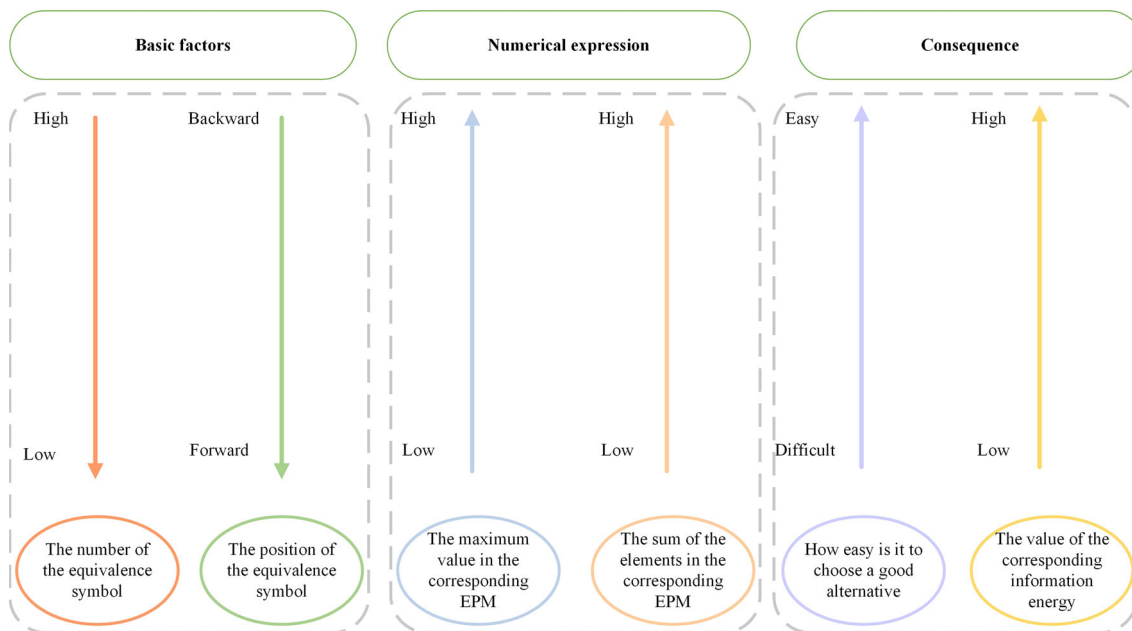 Basic factors
Numerical expression
Consequence
High
Backward
High
High
Easy
High
Low
Forward
Low
Low
Difficult
Low
The number of
the equivalence
symbol
The position of
the equivalence
symbol
The maximum
value in the
corresponding
EPM
The sum of the
elements in the
corresponding
EPM
How easy is it to
choose a good
alternative
The value of the
corresponding
information
energy